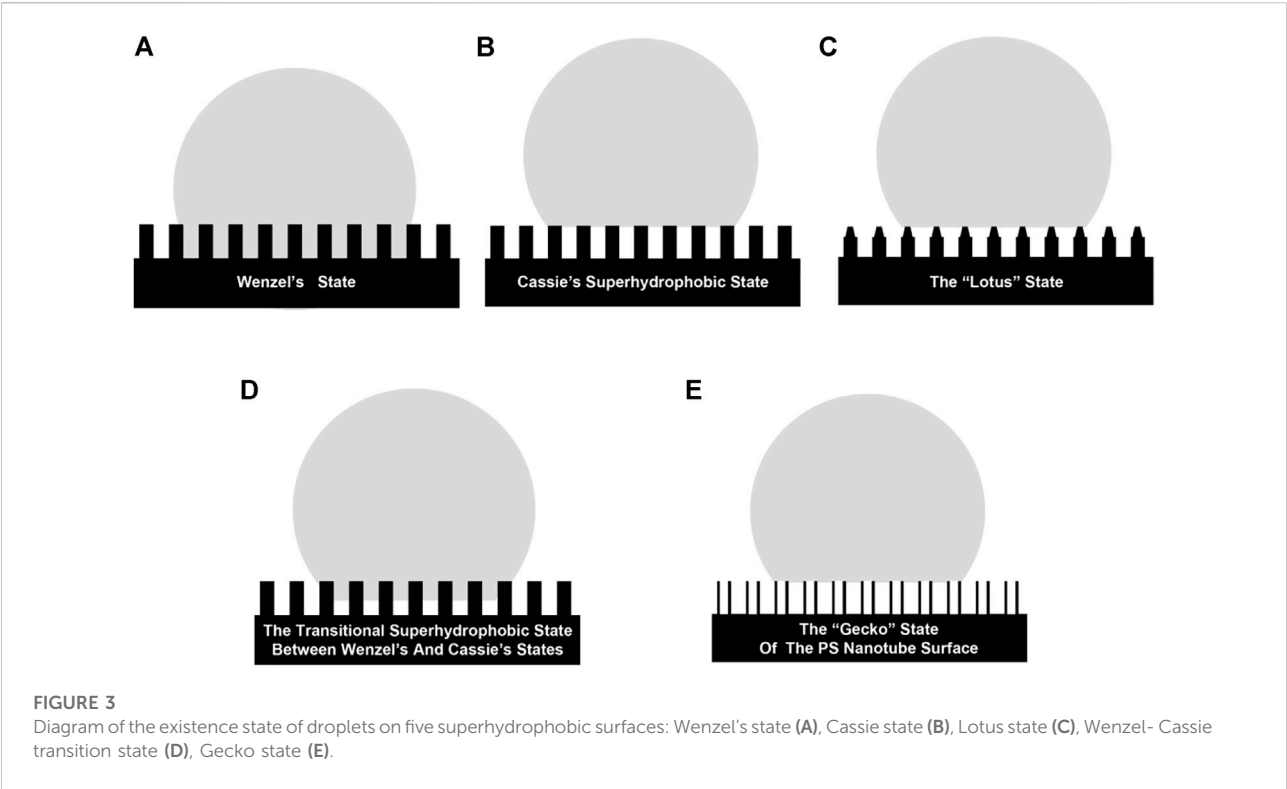 A
B
C
Wenzel's State
Cassie's Superhydrophobic State
The “Lotus” State
D
E
The Transitional Superhydrophobic State
Between Wenzel's And Cassie's States
The “Gecko” State
Of The PS Nanotube Surface
FIGURE 3
Diagram of the existence state of droplets on five superhydrophobic surfaces: Wenzel's state (A), Cassie state (B), Lotus state (C), Wenzel- Cassie
transition state (D), Gecko state (E).